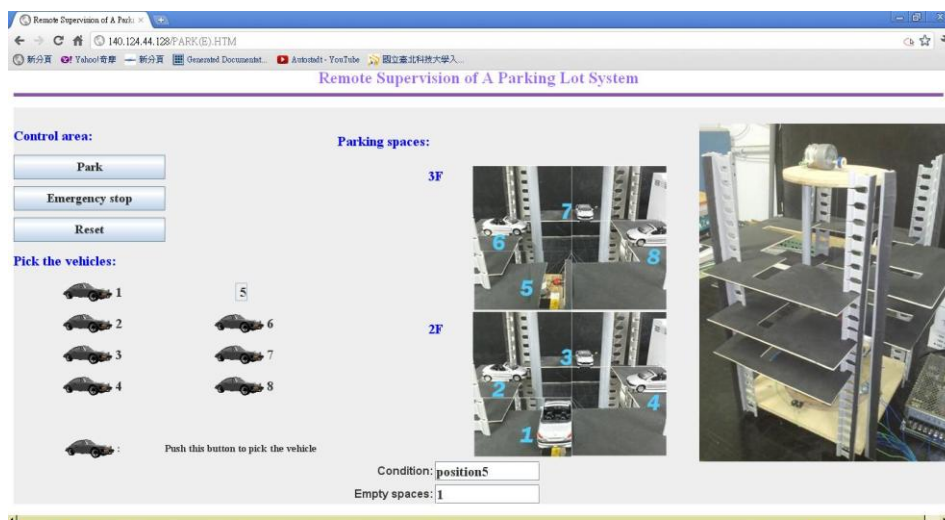 Remote Supervision of A Parki
140.124.44.128/PARK(E).HTM
新分頁 Yahoo!奇摩 新分頁 Generated Documentat... Autostadt - YouTube 國立臺北科技大學入...
Remote Supervision of A Parking Lot System
Control area:
Park
Emergency stop
Reset
Pick the vehicles:
1 5
2 6
3 7
4 8
: Push this button to pick the vehicle
Parking spaces:
3F
7
6
8
5
2F
3
2
4
1
Condition: position5
Empty spaces: 1